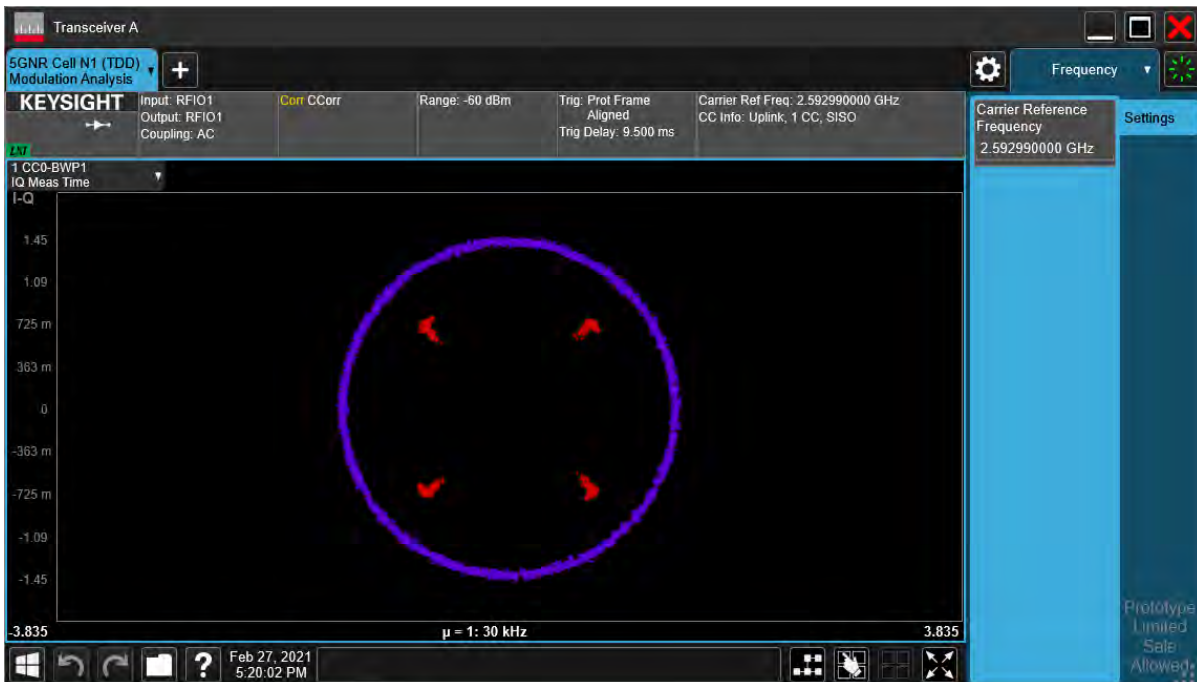 Transceiver A
5GNR Cell N1 (TDD)
Modulation Analysis
+
Frequency
KEYSIGHT
Input: RFIO1
Output: RFIO1
Coupling: AC
LXI
Corr CCorr
Range: -60 dBm
Trig: Prot Frame
Aligned
Trig Delay: 9.500 ms
Carrier Ref Freq: 2.592990000 GHz
CC Info: Uplink, 1 CC, SISO
Carrier Reference
Frequency
2.592990000 GHz
Settings
1 CC0-BWP1
IQ Meas Time
I-Q
1.45
1.09
725 m
363 m
0
-363 m
-725 m
-1.09
-1.45
-3.835
µ = 1: 30 kHz
3.835
Prototype
Limited
Sale
Allowed
?
Feb 27, 2021
5:20:02 PM